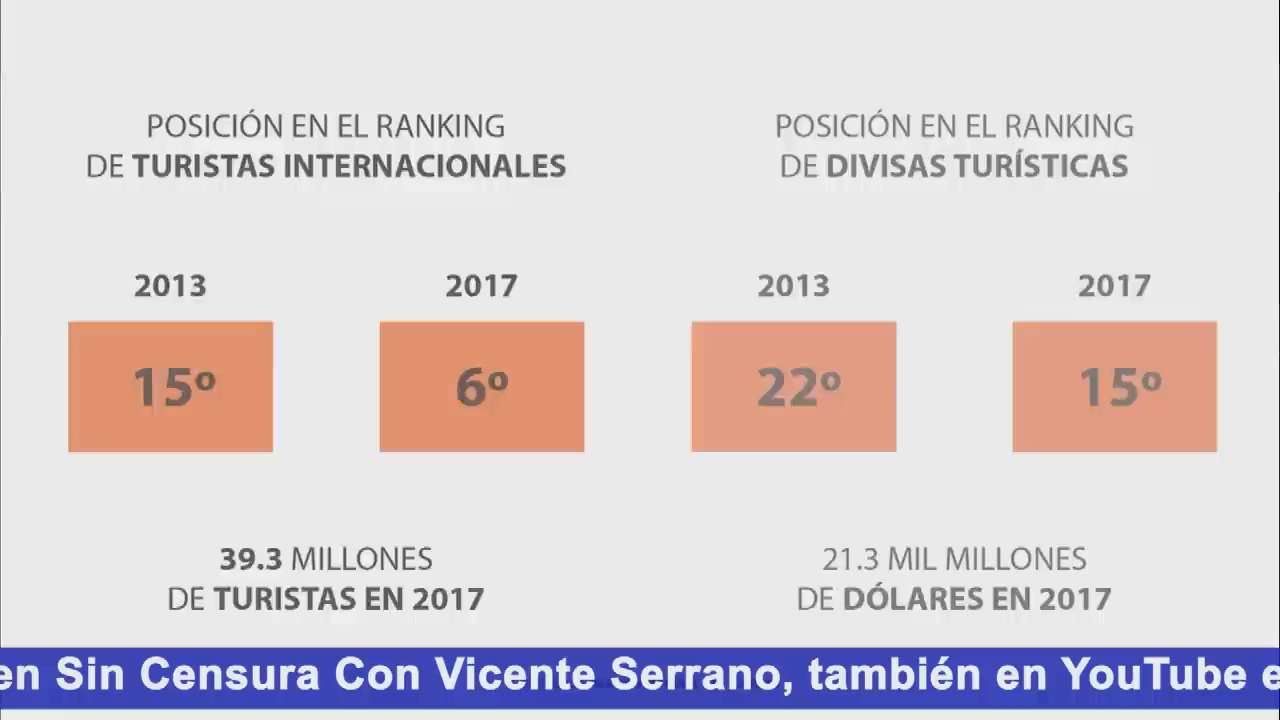 POSICIÓN EN EL RANKING
DE TURISTAS INTERNACIONALES
2013
2017
15º
6º
39.3 MILLONES
DE TURISTAS EN 2017
POSICIÓN EN EL RANKING
DE DIVISAS TURÍSTICAS
2013
2017
22º
15º
21.3 MIL MILLONES
DE DÓLARES EN 2017
en Sin Censura Con Vicente Serrano, también en YouTube e